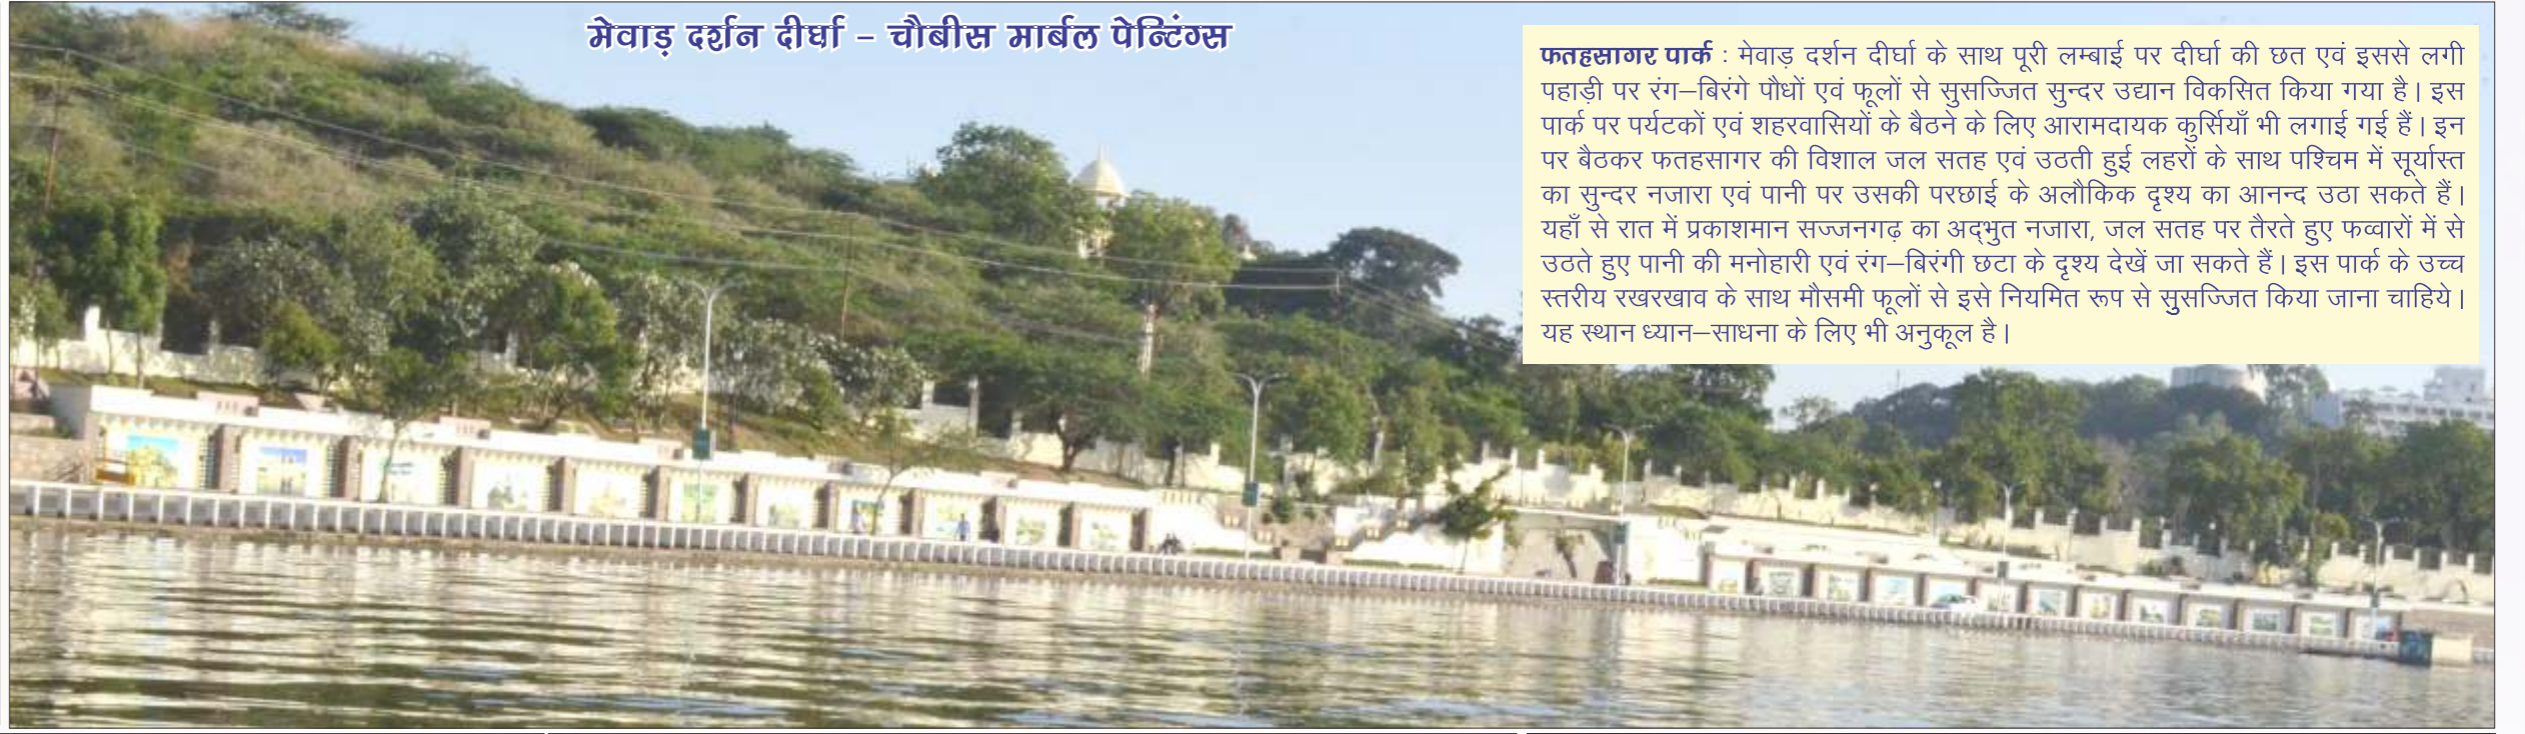 मेवाड़ दर्शन दीर्घा – चौबीस मार्बल पेन्टिंग्स
फतहसागर पार्क : मेवाड़ दर्शन दीर्घा के साथ पूरी लम्बाई पर दीर्घा की छत एवं इससे लगी
पहाड़ी पर रंग–बिरंगे पौधों एवं फूलों से सुसज्जित सुन्दर उद्यान विकसित किया गया है। इस
पार्क पर पर्यटकों एवं शहरवासियों के बैठने के लिए आरामदायक कुर्सियाँ भी लगाई गई हैं। इन
पर बैठकर फतहसागर की विशाल जल सतह एवं उठती हुई लहरों के साथ पश्चिम में सूर्यास्त
का सुन्दर नजारा एवं पानी पर उसकी परछाई के अलौकिक दृश्य का आनन्द उठा सकते हैं।
यहाँ से रात में प्रकाशमान सज्जनगढ़ का अद्भुत नजारा, जल सतह पर तैरते हुए फव्वारों में से
उठते हुए पानी की मनोहारी एवं रंग–बिरंगी छटा के दृश्य देखें जा सकते हैं। इस पार्क के उच्च
स्तरीय रखरखाव के साथ मौसमी फूलों से इसे नियमित रूप से सुसज्जित किया जाना चाहिये।
यह स्थान ध्यान–साधना के लिए भी अनुकूल है।